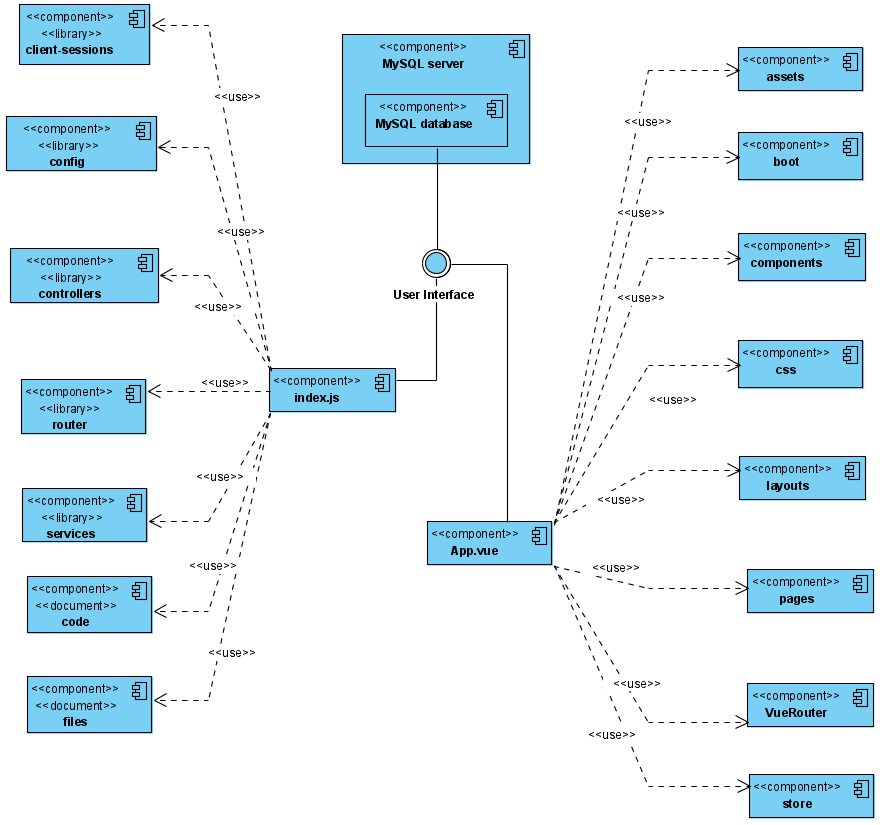 <<component>>
<<library>>
client-sessions
<<component>>
MySQL server
<<component>>
MySQL database
<<component>>
assets
<<use>>
<<use>>
<<component>>
<<library>>
config
<<component>>
boot
<<use>>
<<use>>
<<component>>
<<library>>
controllers
<<component>>
components
User Interface
<<use>>
<<use>>
<<component>>
css
<<component>>
index.js
<<use>>
<<component>>
<<library>>
router
<<use>>
<<component>>
layouts
<<use>>
<<use>>
<<component>>
<<library>>
services
<<component>>
App.vue
<<use>>
<<use>>
<<component>>
<<document>>
code
<<component>>
pages
<<use>>
<<component>>
<<document>>
files
<<use>>
<<component>>
VueRouter
<<use>>
<<component>>
store